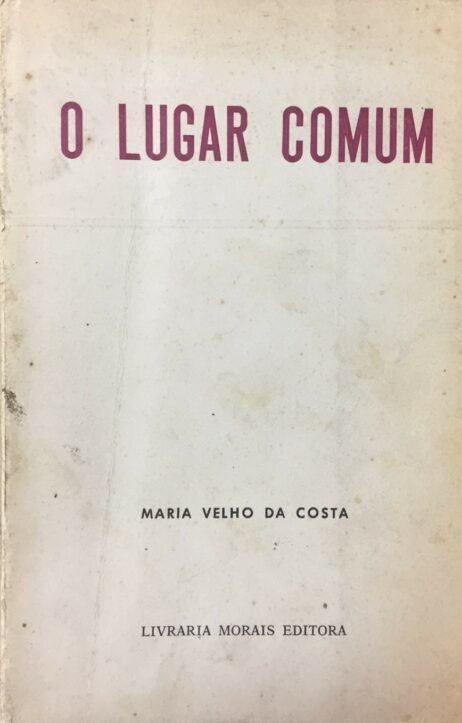 O LUGAR COMUM
MARIA VELHO DA COSTA
LIVRARIA MORAIS EDITORA